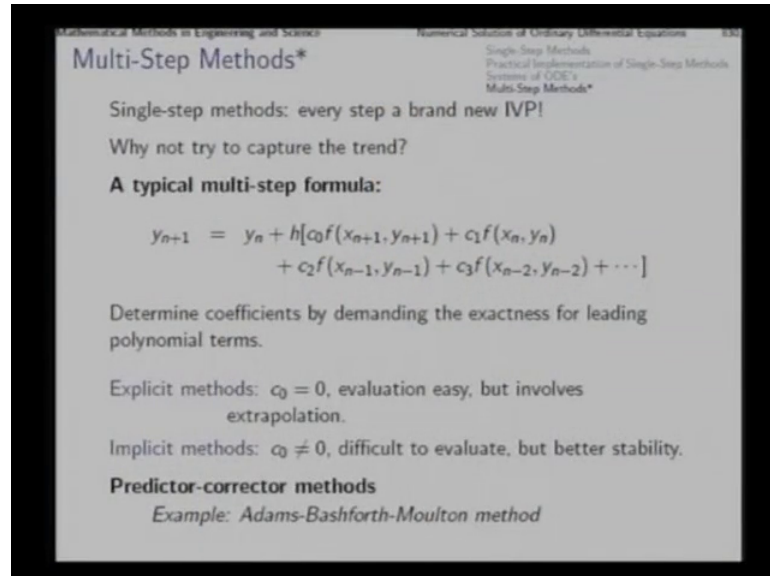 Mathematical Methods in Engineering and Science
Numerical Solution of Ordinary Differential Equations
Multi-Step Methods*
Single-Step Methods
Practical Implementation of Single-Step Methods
Systems of ODE's
Multi-Step Methods*
Single-step methods: every step a brand new IVP!
Why not try to capture the trend?
A typical multi-step formula:
yₙ₊₁ = yₙ + h[c₀f(xₙ₊₁, yₙ₊₁) + c₁f(xₙ, yₙ)
+ c₂f(xₙ₋₁, yₙ₋₁) + c₃f(xₙ₋₂, yₙ₋₂) + ⋯]
Determine coefficients by demanding the exactness for leading
polynomial terms.
Explicit methods: c₀ = 0, evaluation easy, but involves
extrapolation.
Implicit methods: c₀ ≠ 0, difficult to evaluate, but better stability.
Predictor-corrector methods
Example: Adams-Bashforth-Moulton method